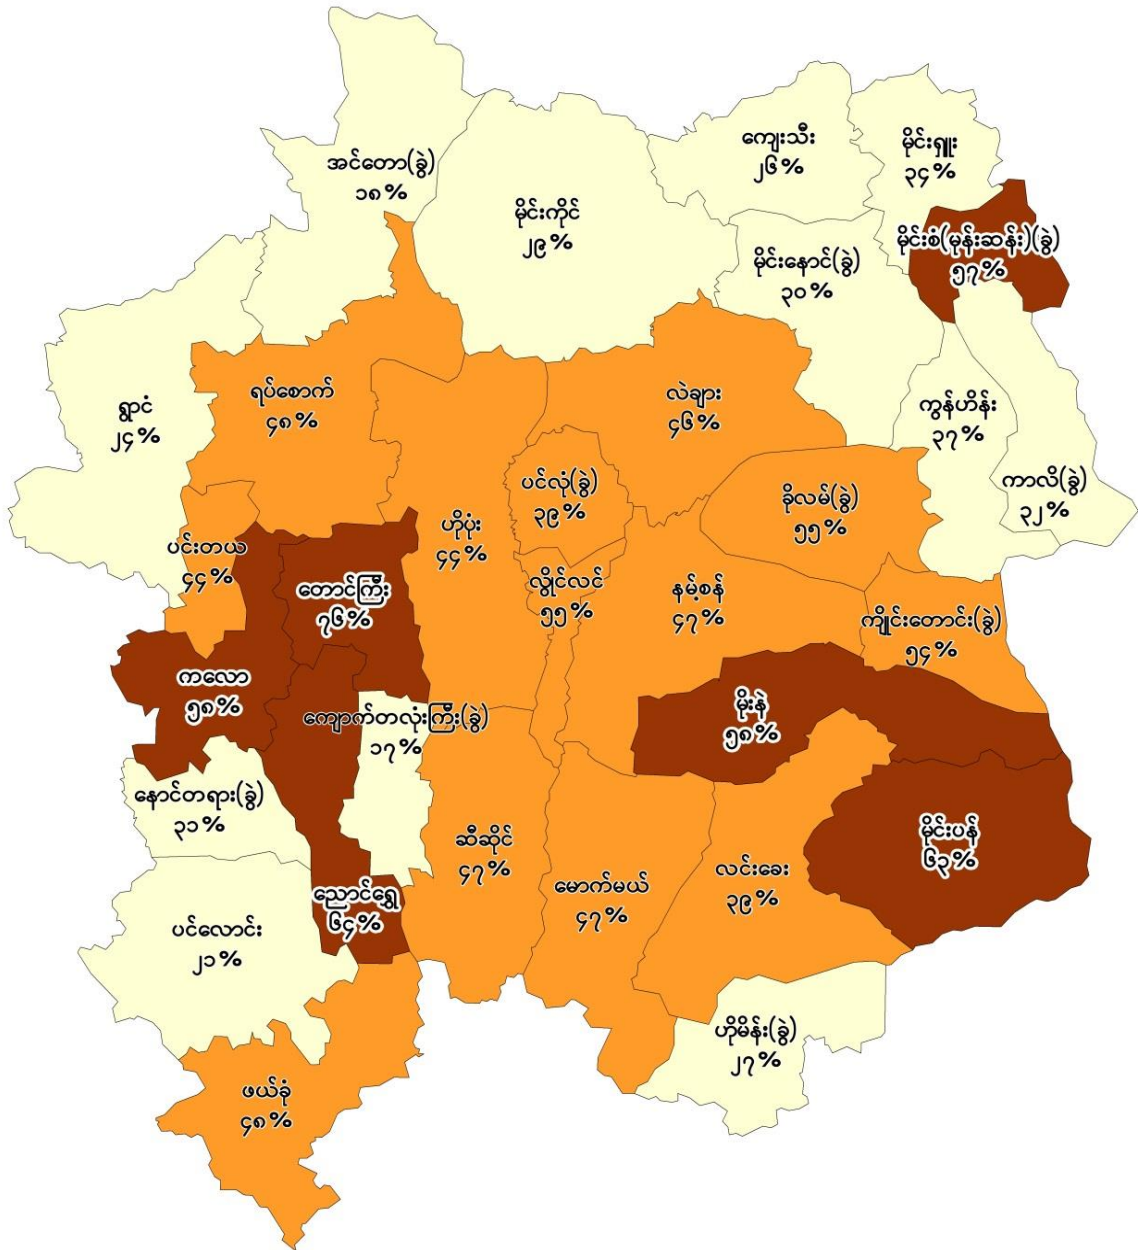 အင်တော(ခွဲ)
၁၈%
မိုင်းကိုင်
၂၉%
ကျေးသီး
၂၆%
မိုင်းရှူး
၃၄%
မိုင်းစံ(မုန်းဆန်း)(ခွဲ)
၅၇%
မိုင်းနောင်(ခွဲ)
၃၀%
ရွာငံ
၂၄%
ရပ်စောက်
၄၈%
လဲချား
၄၆%
ကွန်ဟိန်း
၃၇%
ကာလိ(ခွဲ)
၃၂%
ပင်လုံ(ခွဲ)
၃၉%
ခိုလမ်(ခွဲ)
၅၅%
ဟိုပုံး
၄၄%
ပင်းတယ
၄၄%
တောင်ကြီး
၇၆%
လွိုင်လင်
၅၅%
နမ့်စန်
၄၇%
ကျိုင်းတောင်း(ခွဲ)
၅၄%
ကလော
၅၈%
ကျောက်တလုံးကြီး(ခွဲ)
၁၇%
မိုးနဲ
၅၈%
နောင်တရား(ခွဲ)
၃၁%
ဆီဆိုင်
၄၇%
မိုင်းပန်
၆၃%
လင်းခေး
၃၉%
မောက်မယ်
၄၇%
ညောင်ရွှေ
၆၄%
ပင်လောင်း
၂၁%
ဟိုမိန်း(ခွဲ)
၂၇%
ဖယ်ခုံ
၄၈%